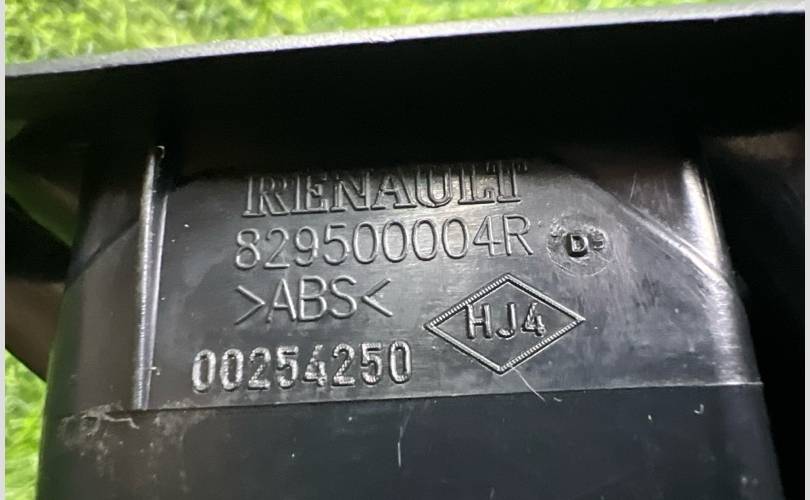 RENAULT
829500004R D
>ABS<
HJ4
00254250